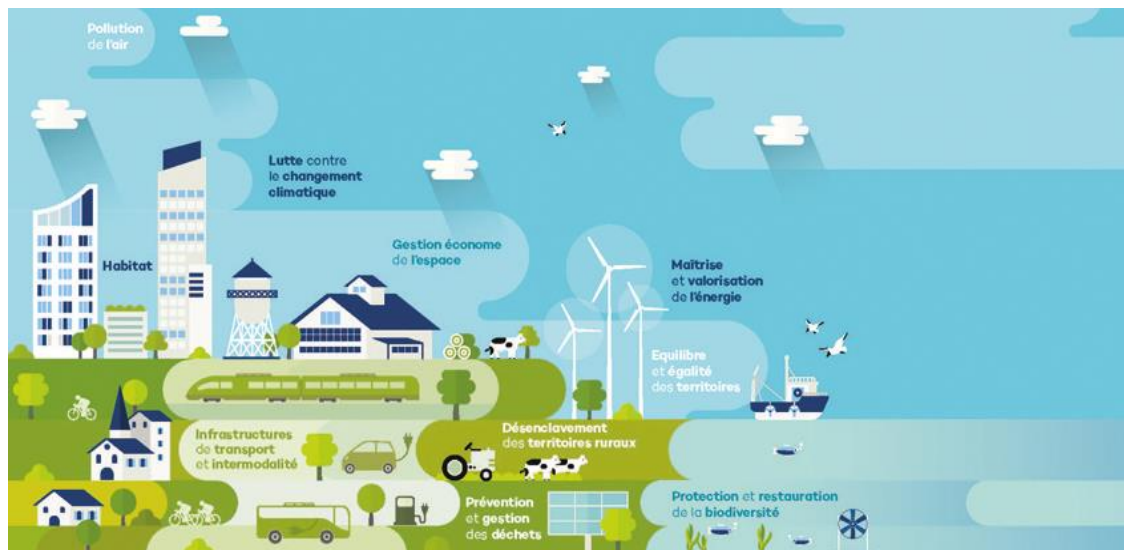 Pollution
de l'air
Lutte contre
le changement
climatique
Habitat
Gestion économe
de l'espace
Maîtrise
et valorisation
de l'énergie
Equilibre
et égalité
des territoires
Infrastructures
de transport
et intermodalité
Désenclavement
des territoires ruraux
Prévention
et gestion
des déchets
Protection et restauration
de la biodiversité